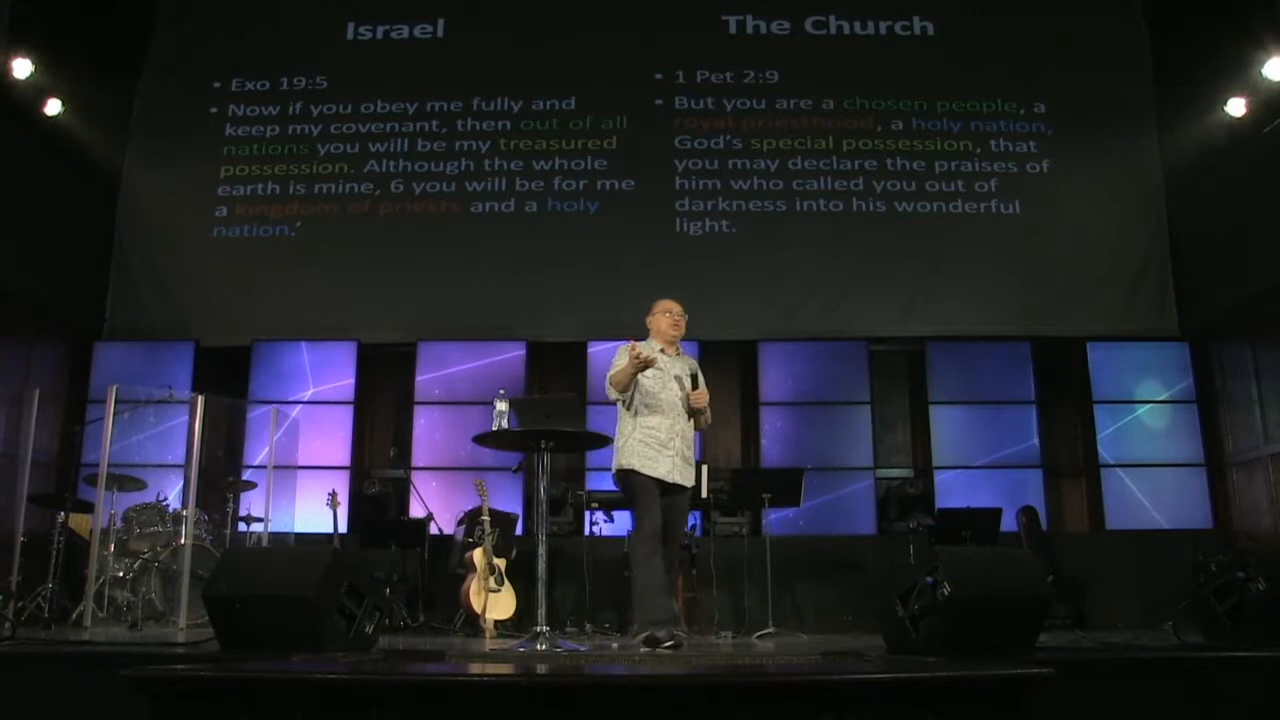 Israel
• Exo 19:5
• Now if you obey me fully and
keep my covenant, then out of all
nations you will be my treasured
possession. Although the whole
earth is mine, 6 you will be for me
a kingdom of priests and a holy
nation.’
The Church
• 1 Pet 2:9
• But you are a chosen people, a
royal priesthood, a holy nation,
God’s special possession, that
you may declare the praises of
him who called you out of
darkness into his wonderful
light.